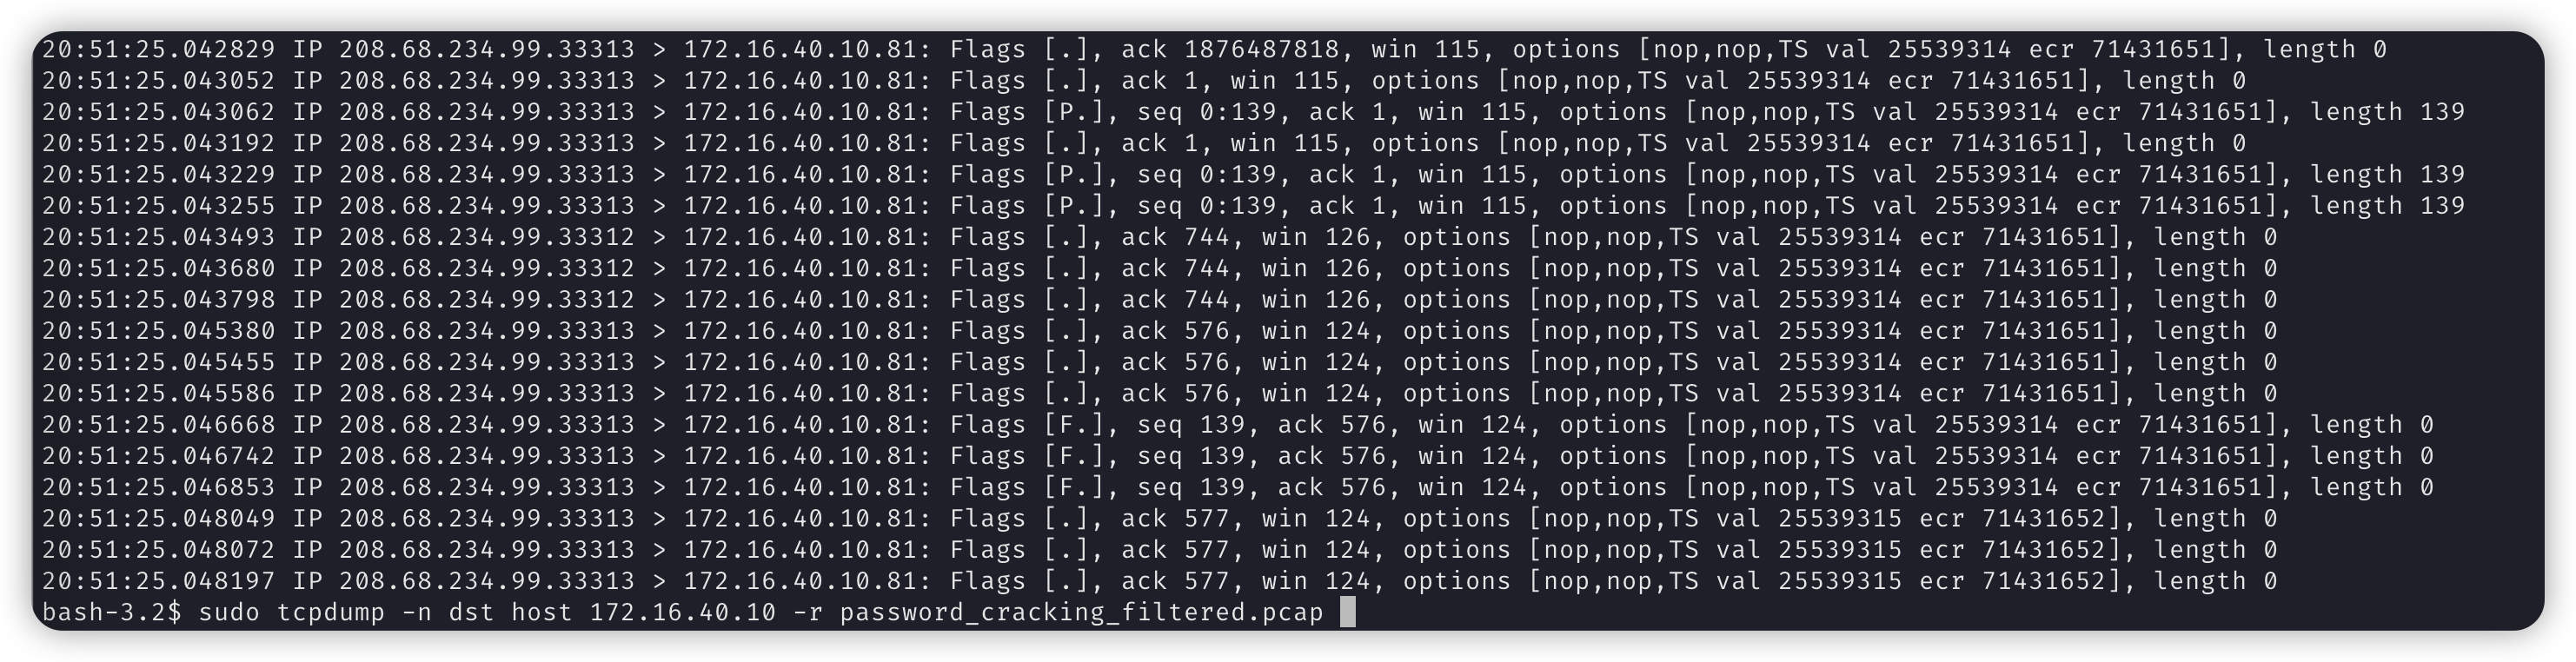 20:51:25.042829 IP 208.68.234.99.33313 > 172.16.40.10.81: Flags [.], ack 1876487818, win 115, options [nop,nop,TS val 25539314 ecr 71431651], length 0
20:51:25.043052 IP 208.68.234.99.33313 > 172.16.40.10.81: Flags [.], ack 1, win 115, options [nop,nop,TS val 25539314 ecr 71431651], length 0
20:51:25.043062 IP 208.68.234.99.33313 > 172.16.40.10.81: Flags [P.], seq 0:139, ack 1, win 115, options [nop,nop,TS val 25539314 ecr 71431651], length 139
20:51:25.043192 IP 208.68.234.99.33313 > 172.16.40.10.81: Flags [.], ack 1, win 115, options [nop,nop,TS val 25539314 ecr 71431651], length 0
20:51:25.043229 IP 208.68.234.99.33313 > 172.16.40.10.81: Flags [P.], seq 0:139, ack 1, win 115, options [nop,nop,TS val 25539314 ecr 71431651], length 139
20:51:25.043255 IP 208.68.234.99.33313 > 172.16.40.10.81: Flags [P.], seq 0:139, ack 1, win 115, options [nop,nop,TS val 25539314 ecr 71431651], length 139
20:51:25.043493 IP 208.68.234.99.33312 > 172.16.40.10.81: Flags [.], ack 744, win 126, options [nop,nop,TS val 25539314 ecr 71431651], length 0
20:51:25.043680 IP 208.68.234.99.33312 > 172.16.40.10.81: Flags [.], ack 744, win 126, options [nop,nop,TS val 25539314 ecr 71431651], length 0
20:51:25.043798 IP 208.68.234.99.33312 > 172.16.40.10.81: Flags [.], ack 744, win 126, options [nop,nop,TS val 25539314 ecr 71431651], length 0
20:51:25.045380 IP 208.68.234.99.33313 > 172.16.40.10.81: Flags [.], ack 576, win 124, options [nop,nop,TS val 25539314 ecr 71431651], length 0
20:51:25.045455 IP 208.68.234.99.33313 > 172.16.40.10.81: Flags [.], ack 576, win 124, options [nop,nop,TS val 25539314 ecr 71431651], length 0
20:51:25.045586 IP 208.68.234.99.33313 > 172.16.40.10.81: Flags [.], ack 576, win 124, options [nop,nop,TS val 25539314 ecr 71431651], length 0
20:51:25.046668 IP 208.68.234.99.33313 > 172.16.40.10.81: Flags [F.], seq 139, ack 576, win 124, options [nop,nop,TS val 25539314 ecr 71431651], length 0
20:51:25.046742 IP 208.68.234.99.33313 > 172.16.40.10.81: Flags [F.], seq 139, ack 576, win 124, options [nop,nop,TS val 25539314 ecr 71431651], length 0
20:51:25.046853 IP 208.68.234.99.33313 > 172.16.40.10.81: Flags [F.], seq 139, ack 576, win 124, options [nop,nop,TS val 25539314 ecr 71431651], length 0
20:51:25.048049 IP 208.68.234.99.33313 > 172.16.40.10.81: Flags [.], ack 577, win 124, options [nop,nop,TS val 25539315 ecr 71431652], length 0
20:51:25.048072 IP 208.68.234.99.33313 > 172.16.40.10.81: Flags [.], ack 577, win 124, options [nop,nop,TS val 25539315 ecr 71431652], length 0
20:51:25.048197 IP 208.68.234.99.33313 > 172.16.40.10.81: Flags [.], ack 577, win 124, options [nop,nop,TS val 25539315 ecr 71431652], length 0
bash-3.2$ sudo tcpdump -n dst host 172.16.40.10 -r password_cracking_filtered.pcap